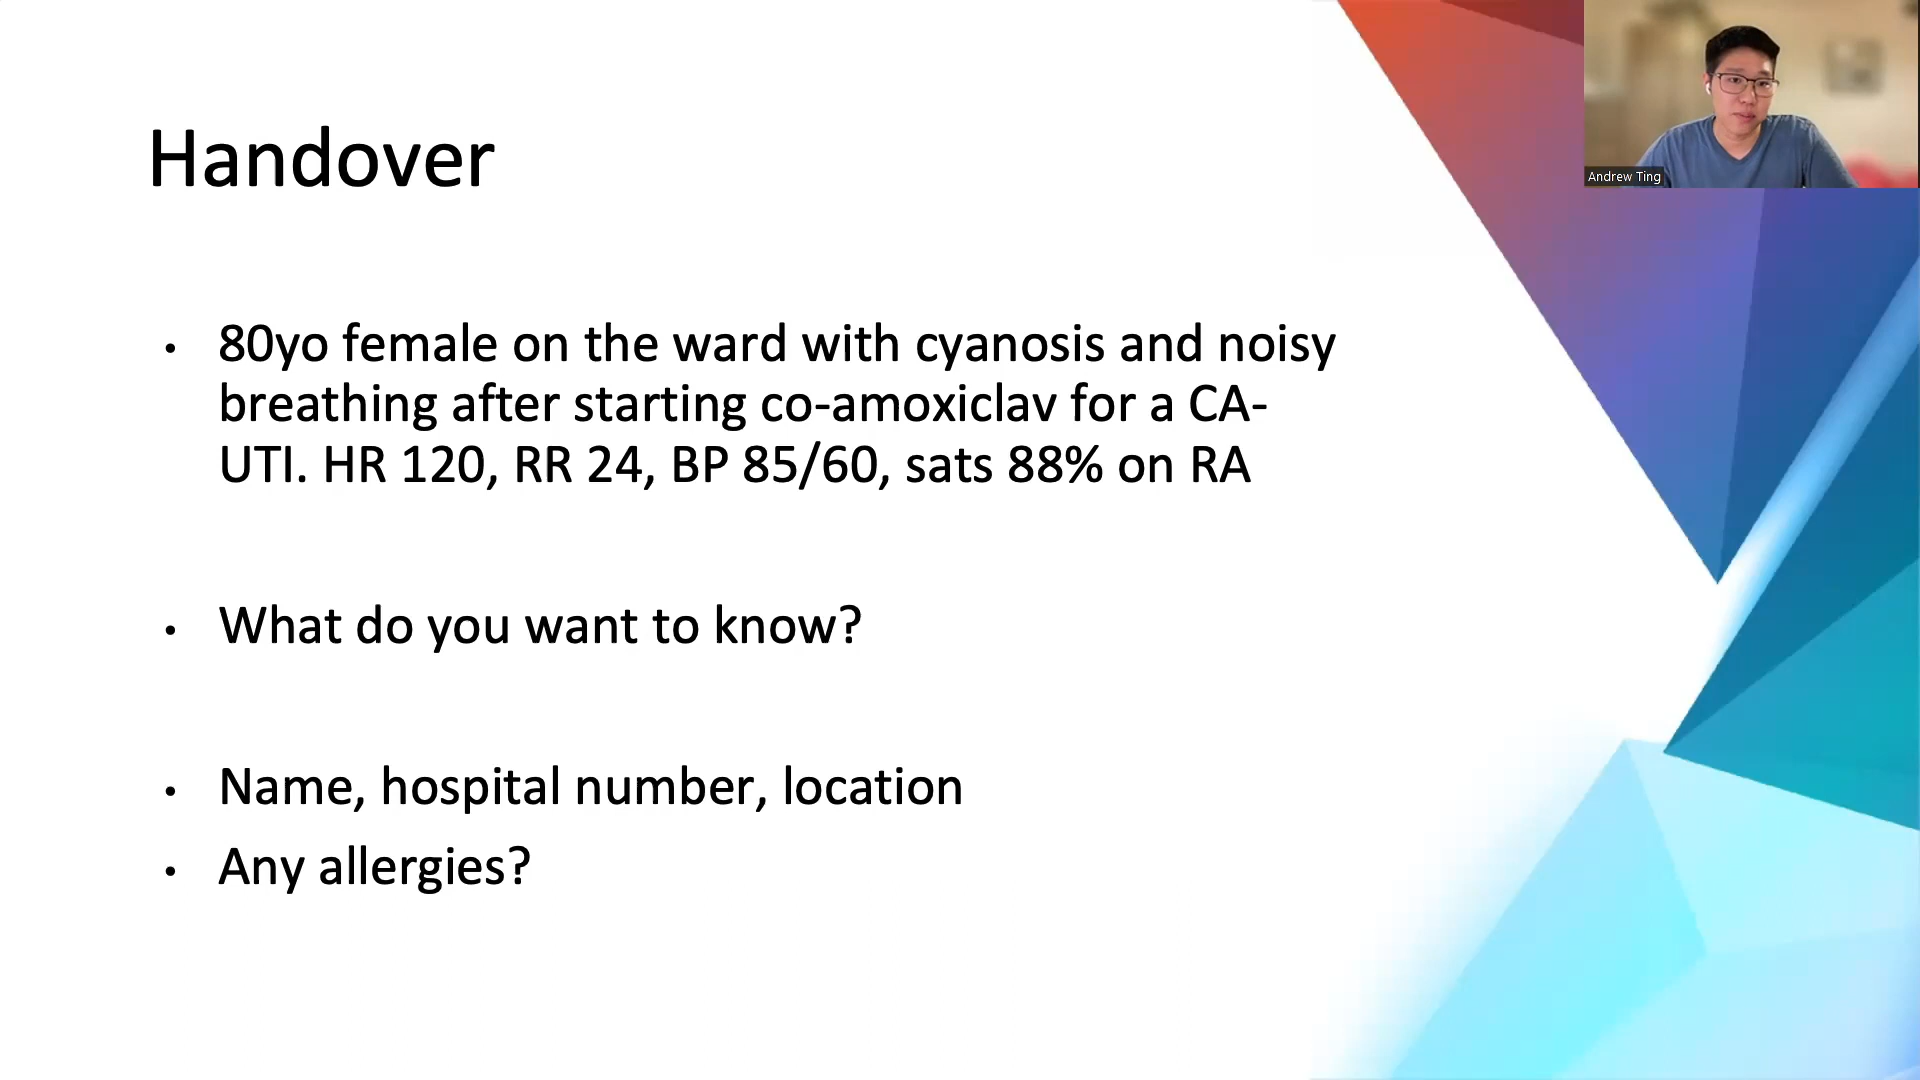 Handover
Andrew Ting
• 80yo female on the ward with cyanosis and noisy
breathing after starting co-amoxiclav for a CA-
UTI. HR 120, RR 24, BP 85/60, sats 88% on RA
• What do you want to know?
• Name, hospital number, location
• Any allergies?